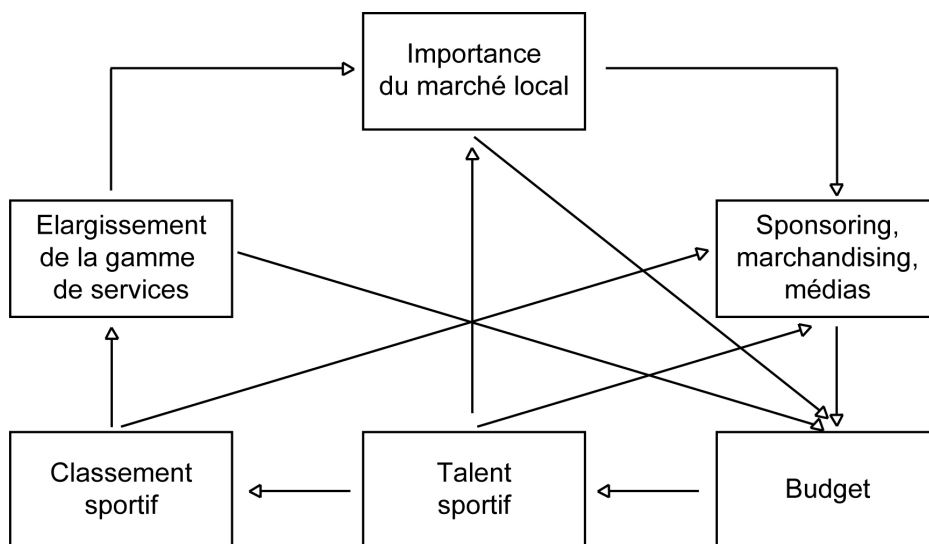 Importance
du marché local
Elargissement
de la gamme
de services
Sponsoring,
marchandising,
médias
Classement
sportif
Talent
sportif
Budget